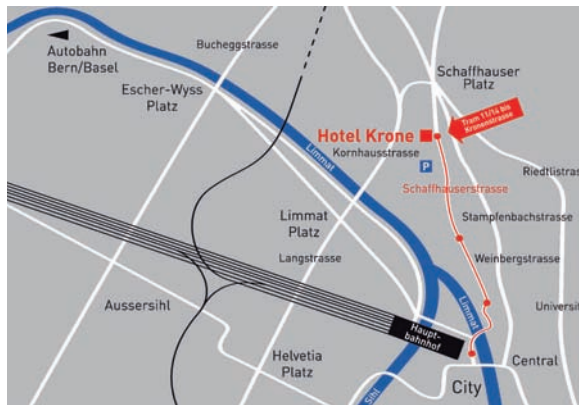 Bucheggstrasse
Autobahn
Bern/Basel
Escher-Wyss
Platz
Schaffhauser
Platz
Tram 11/14 bis
Kronenstrasse
Hotel Krone
Kornhausstrasse
Limmat
P
Riedtlistrasse
Schaffhauserstrasse
Limmat
Platz
Stampfenbachstrasse
Langstrasse
Weinbergstrasse
Aussersihl
Limmat
Universit
Haupt-
bahnhof
Helvetia
Platz
Central
City
Sihl